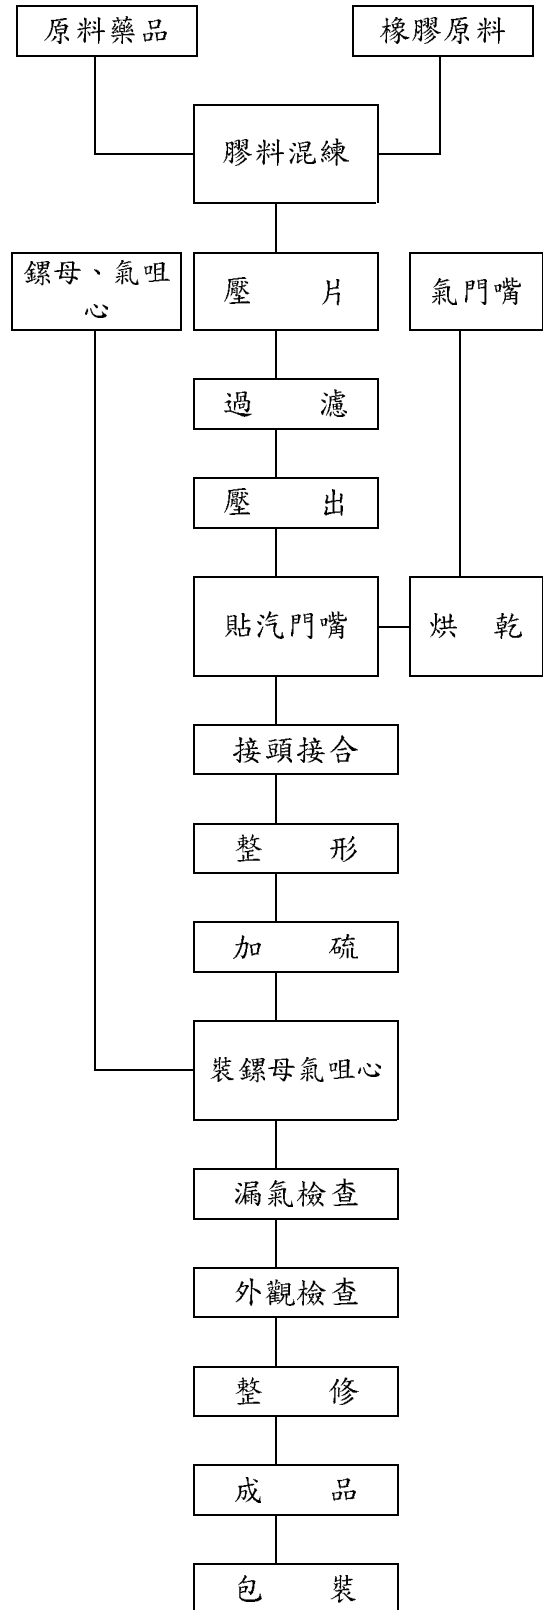 原料藥品
橡膠原料
膠料混練
鏍母、氣咀
心
壓 片
氣門嘴
過 濾
壓 出
貼汽門嘴
烘 乾
接頭接合
整 形
加 硫
裝鏍母氣咀心
漏氣檢查
外觀檢查
整 修
成 品
包 裝